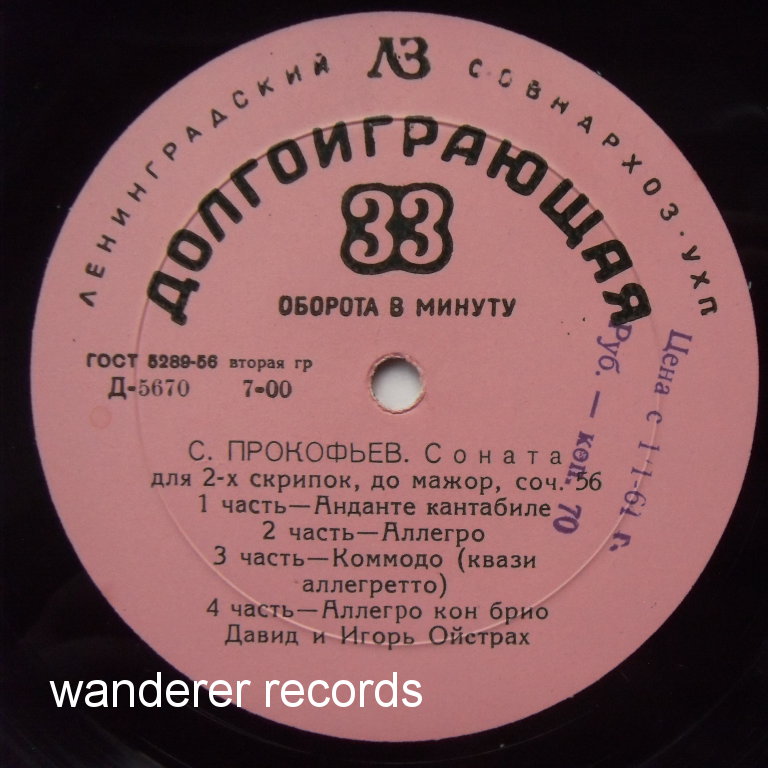 ЛЕНИНГРАДСКИЙ ЛЗ СОВНАРХОЗ·УХП
ДОЛГОИГРАЮЩАЯ
33
ОБОРОТА В МИНУТУ
ГОСТ 5289-56 вторая гр
Д-5670 7-00
Цена с 1-1-61 г.
Руб. — коп. 70
С. ПРОКОФЬЕВ. Соната
для 2-х скрипок, до мажор, соч. 56
1 часть—Анданте кантабиле
2 часть—Аллегро
3 часть—Коммодо (квази
аллегретто)
4 часть—Аллегро кон брио
Давид и Игорь Ойстрах
wanderer records